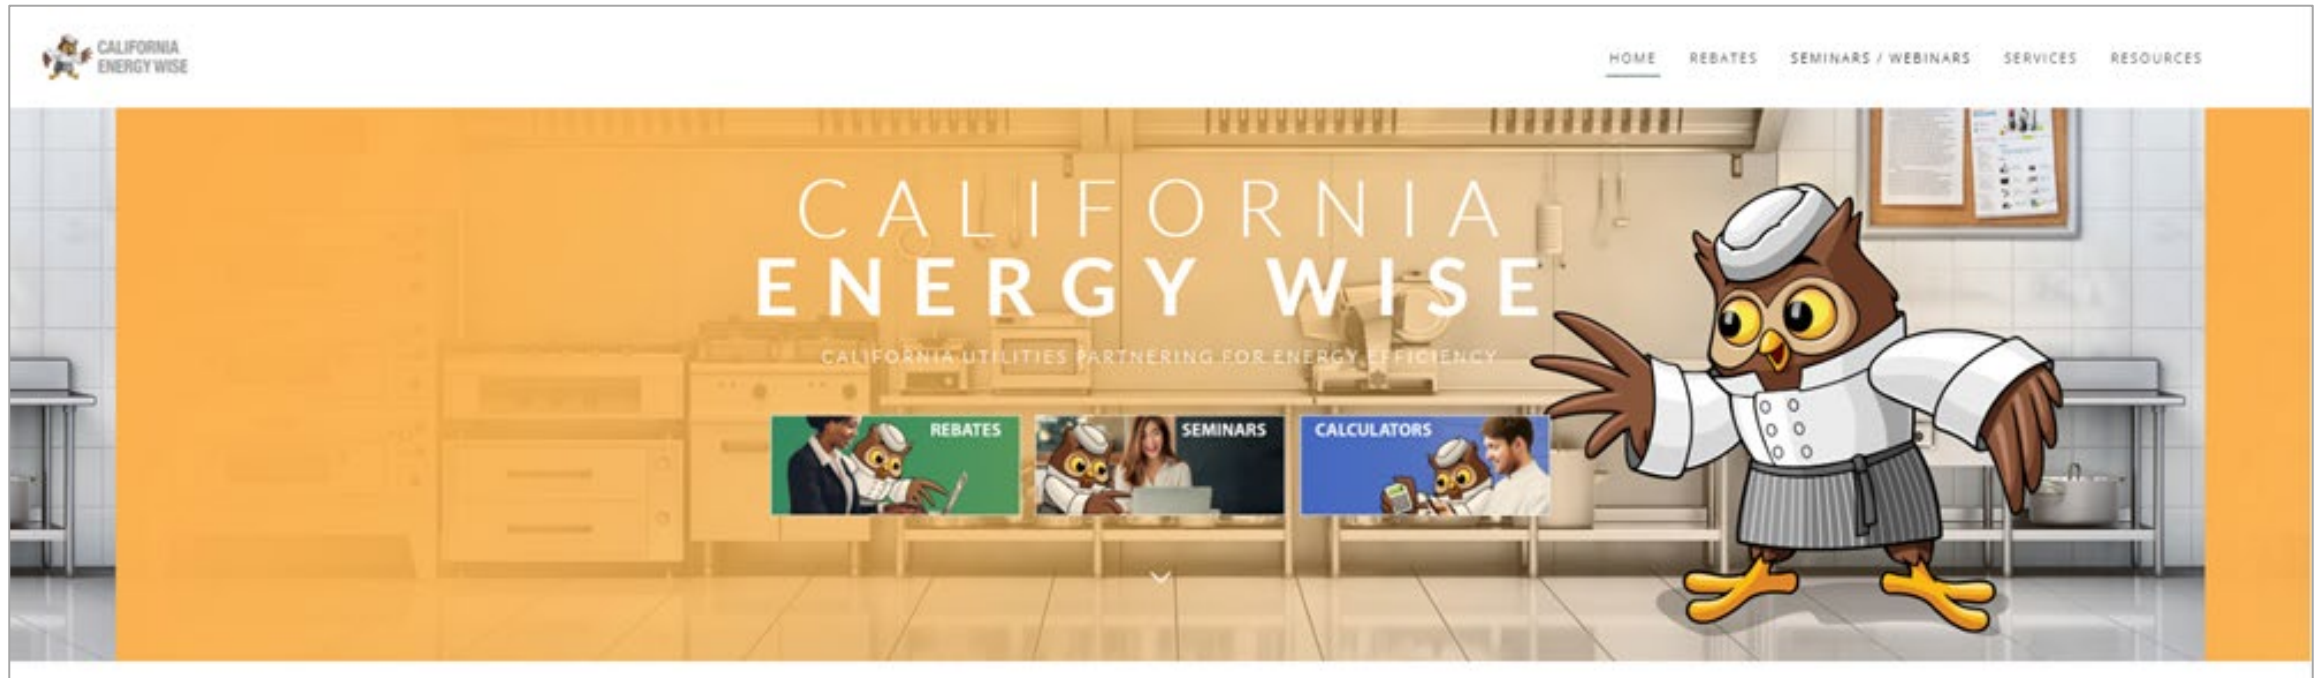 CALIFORNIA
ENERGY WISE
HOME REBATES SEMINARS / WEBINARS SERVICES RESOURCES
CALIFORNIA
ENERGY WISE
CALIFORNIA UTILITIES PARTNERING FOR ENERGY EFFICIENCY
REBATES SEMINARS CALCULATORS